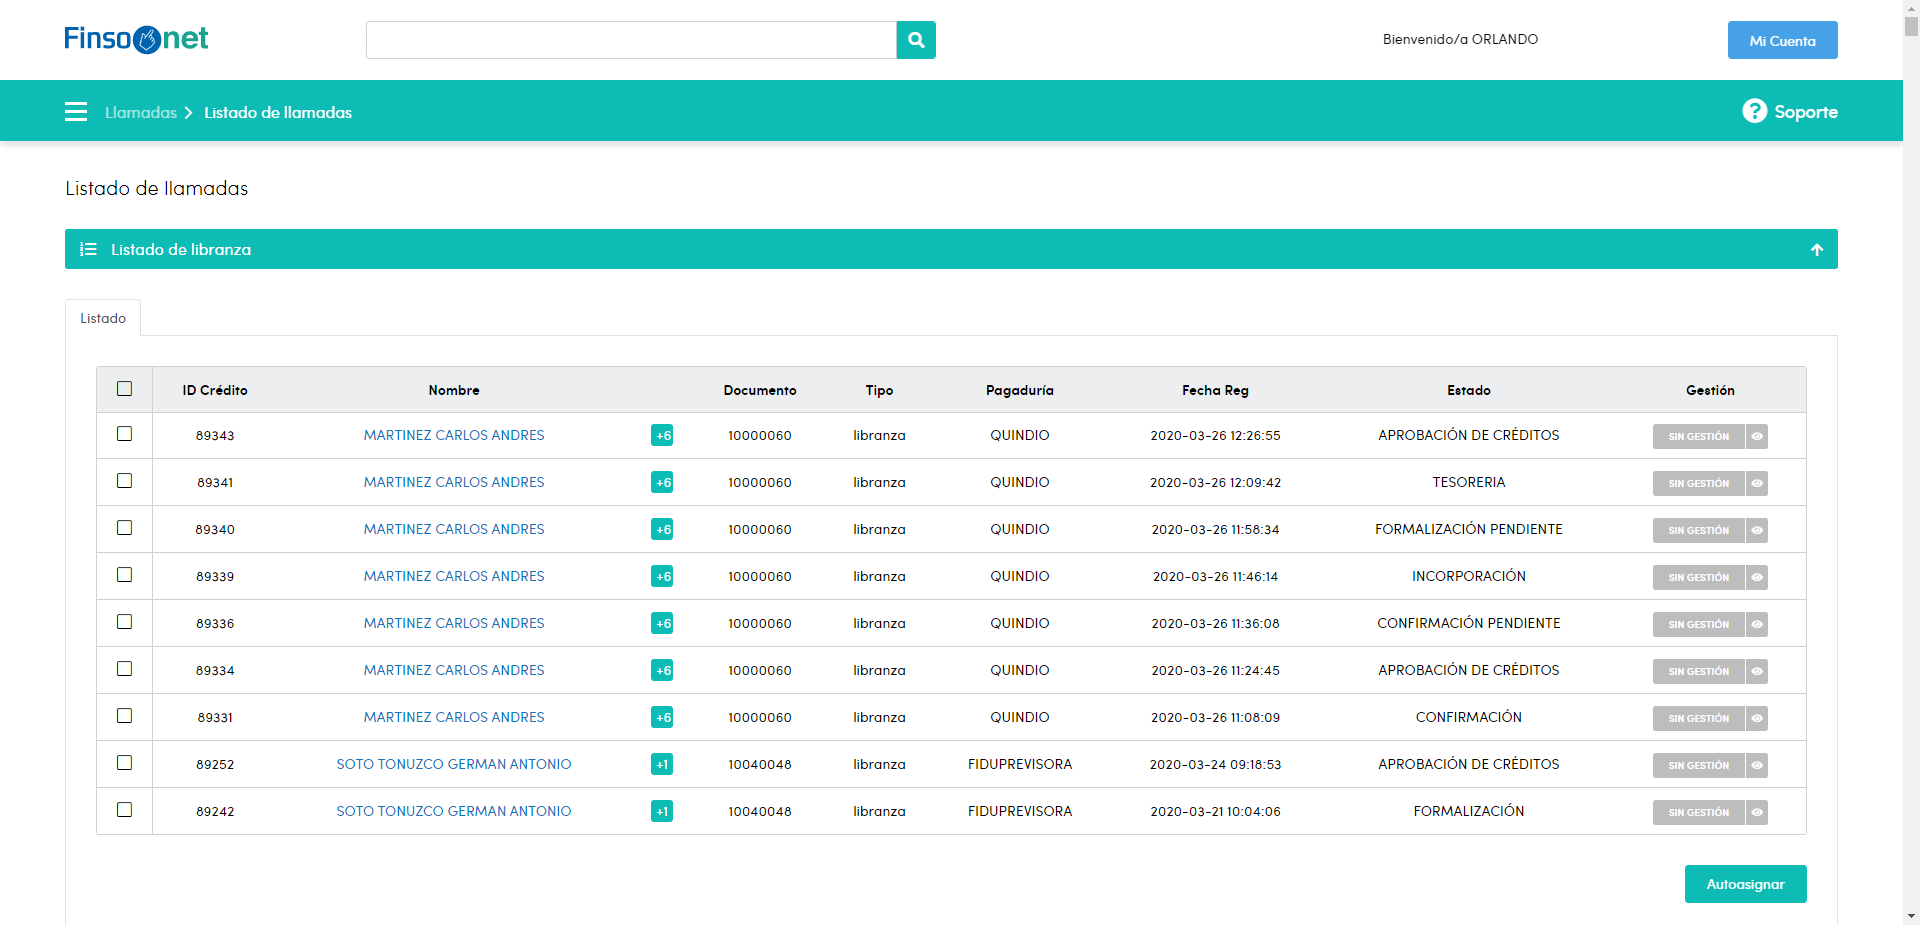 Finsonet
Bienvenido/a ORLANDO
Mi Cuenta
Llamadas Listado de llamadas
? Soporte
Listado de llamadas
Listado de libranza
Listado
ID Crédito Nombre Documento Tipo Pagaduría Fecha Reg Estado Gestión
89343 MARTINEZ CARLOS ANDRES +6 10000060 libranza QUINDIO 2020-03-26 12:26:55 APROBACIÓN DE CRÉDITOS SIN GESTIÓN
89341 MARTINEZ CARLOS ANDRES +6 10000060 libranza QUINDIO 2020-03-26 12:09:42 TESORERIA SIN GESTIÓN
89340 MARTINEZ CARLOS ANDRES +6 10000060 libranza QUINDIO 2020-03-26 11:58:34 FORMALIZACIÓN PENDIENTE SIN GESTIÓN
89339 MARTINEZ CARLOS ANDRES +6 10000060 libranza QUINDIO 2020-03-26 11:46:14 INCORPORACIÓN SIN GESTIÓN
89336 MARTINEZ CARLOS ANDRES +6 10000060 libranza QUINDIO 2020-03-26 11:36:08 CONFIRMACIÓN PENDIENTE SIN GESTIÓN
89334 MARTINEZ CARLOS ANDRES +6 10000060 libranza QUINDIO 2020-03-26 11:24:45 APROBACIÓN DE CRÉDITOS SIN GESTIÓN
89331 MARTINEZ CARLOS ANDRES +6 10000060 libranza QUINDIO 2020-03-26 11:08:09 CONFIRMACIÓN SIN GESTIÓN
89252 SOTO TONUZCO GERMAN ANTONIO +1 10040048 libranza FIDUPREVISORA 2020-03-24 09:18:53 APROBACIÓN DE CRÉDITOS SIN GESTIÓN
89242 SOTO TONUZCO GERMAN ANTONIO +1 10040048 libranza FIDUPREVISORA 2020-03-21 10:04:06 FORMALIZACIÓN SIN GESTIÓN
Autoasignar